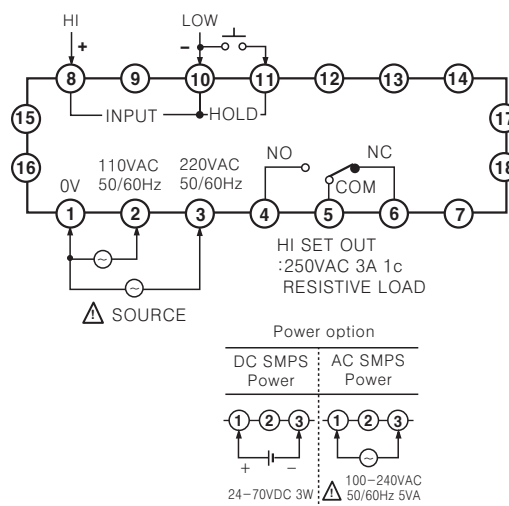 HI LOW
+ −
8 9 10 11 12 13 14
INPUT HOLD
15 17
16 18
110VAC 220VAC NO NC
0V 50/60Hz 50/60Hz COM
1 2 3 4 5 6 7
HI SET OUT
:250VAC 3A 1c
RESISTIVE LOAD
SOURCE
Power option
DC SMPS AC SMPS
Power Power
1 2 3 1 2 3
+ −
24−70VDC 3W 100−240VAC
50/60Hz 5VA